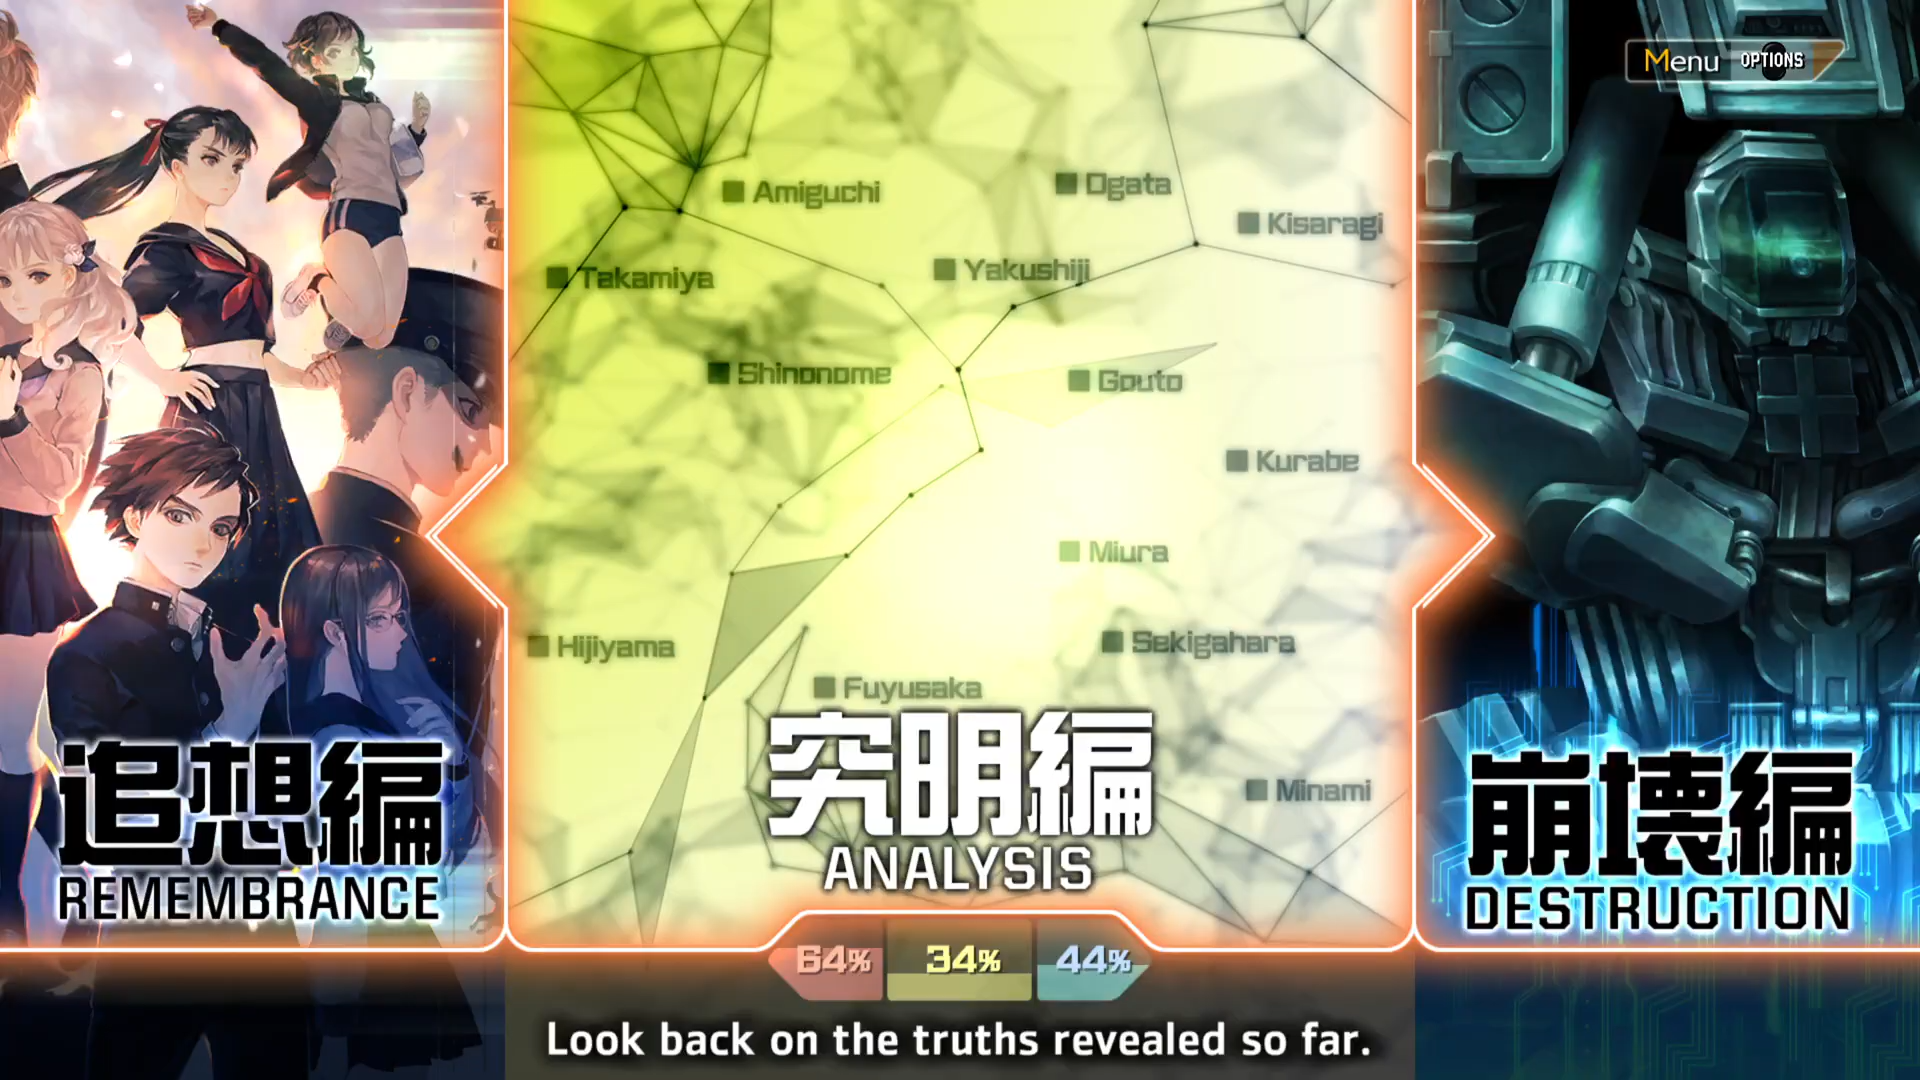 Menu OPTIONS
Amiguchi
Ogata
Kisaragi
Takamiya
Yakushiji
Shinonome
Gouto
Kurabe
Miura
Hijiyama
Sekigahara
Fuyusaka
Minami
追想編
REMEMBRANCE
究明編
ANALYSIS
崩壊編
DESTRUCTION
64% 34% 44%
Look back on the truths revealed so far.